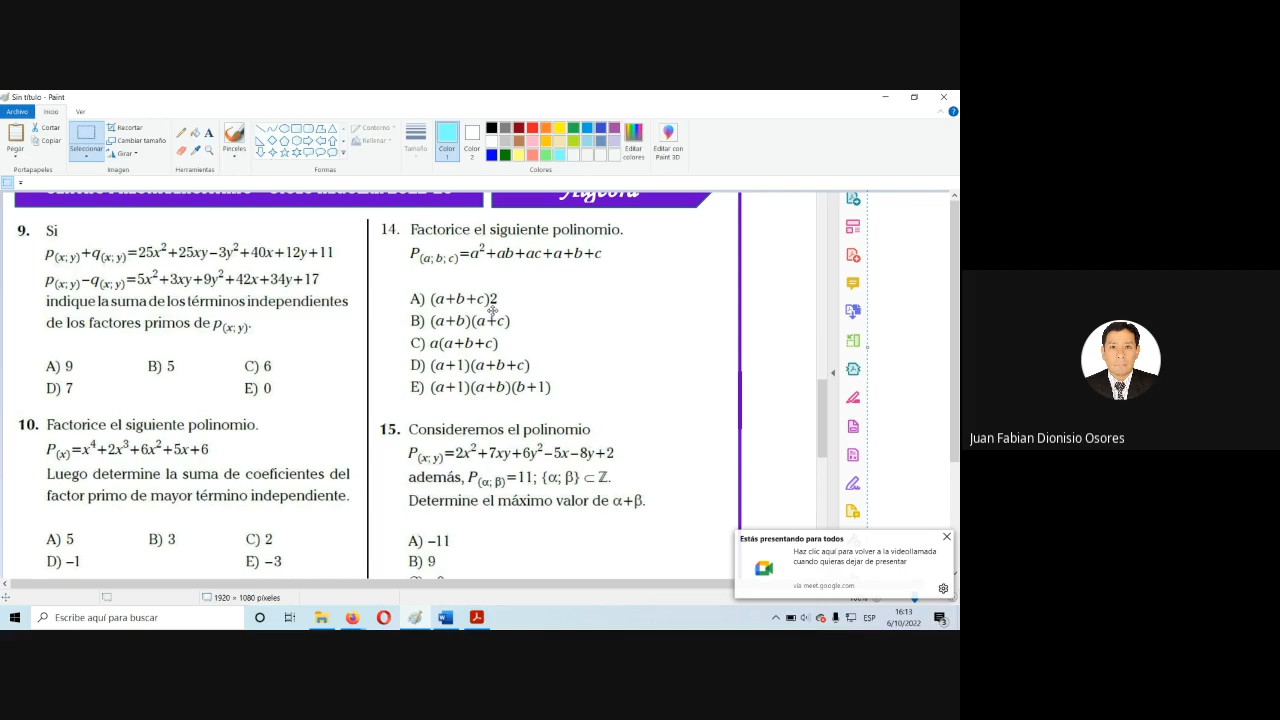 Sin título - Paint
Archivo Inicio Ver
Pegar
Cortar
Copiar
Portapapeles
Seleccionar
Recortar
Cambiar tamaño
Girar
Imagen
Herramientas
Pinceles
Contorno
Rellenar
Formas
Tamaño
Color 1
Color 2
Editar colores
Editar con Paint 3D
Colores
Álgebra
9. Si
p(x; y)+q(x; y)=25x²+25xy−3y²+40x+12y+11
p(x; y)−q(x; y)=5x²+3xy+9y²+42x+34y+17
indique la suma de los términos independientes
de los factores primos de p(x; y).
A) 9 B) 5 C) 6
D) 7 E) 0
10. Factorice el siguiente polinomio.
P(x)=x⁴+2x³+6x²+5x+6
Luego determine la suma de coeficientes del
factor primo de mayor término independiente.
A) 5 B) 3 C) 2
D) −1 E) −3
14. Factorice el siguiente polinomio.
P(a; b; c)=a²+ab+ac+a+b+c
A) (a+b+c)2
B) (a+b)(a+c)
C) a(a+b+c)
D) (a+1)(a+b+c)
E) (a+1)(a+b)(b+1)
15. Consideremos el polinomio
P(x; y)=2x²+7xy+6y²−5x−8y+2
además, P(α; β)=11; {α; β} ⊂ ℤ.
Determine el máximo valor de α+β.
A) −11
B) 9
Estás presentando para todos
Haz clic aquí para volver a la videollamada
cuando quieras dejar de presentar
via meet.google.com
1920 × 1080 píxeles
Escribe aquí para buscar
ESP
16:13
6/10/2022
3
Juan Fabian Dionisio Osores